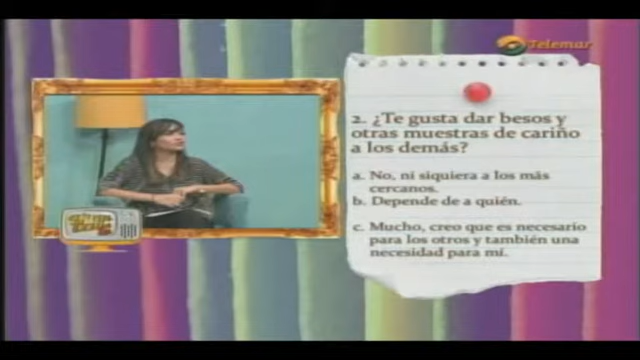 Telemar
2. ¿Te gusta dar besos y
otras muestras de cariño
a los demás?
a. No, ni siquiera a los más
cercanos.
b. Depende de a quién.
c. Mucho, creo que es necesario
para los otros y también una
necesidad para mí.